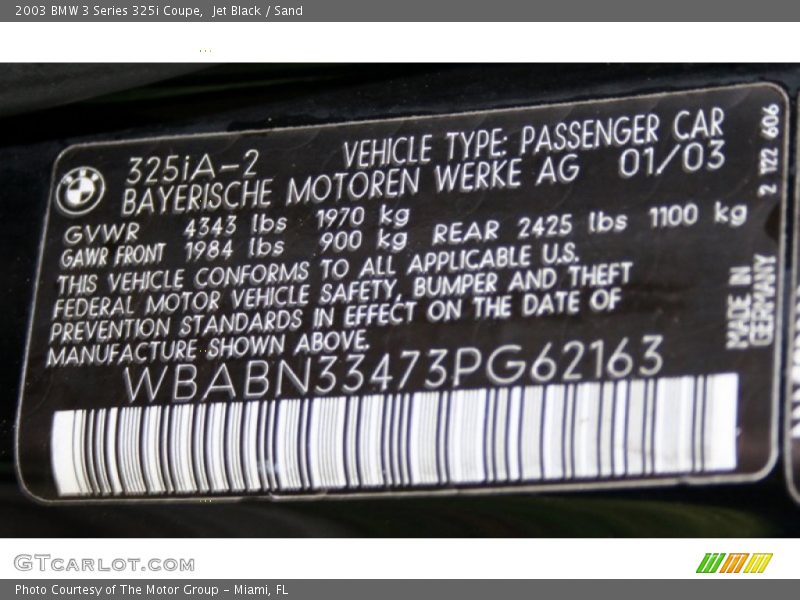 2003 BMW 3 Series 325i Coupe, Jet Black / Sand
BMW
325iA-2
VEHICLE TYPE: PASSENGER CAR
BAYERISCHE MOTOREN WERKE AG 01/03
GVWR 4343 lbs 1970 kg
GAWR FRONT 1984 lbs 900 kg REAR 2425 lbs 1100 kg
THIS VEHICLE CONFORMS TO ALL APPLICABLE U.S.
FEDERAL MOTOR VEHICLE SAFETY, BUMPER AND THEFT
PREVENTION STANDARDS IN EFFECT ON THE DATE OF
MANUFACTURE SHOWN ABOVE.
WBABN33473PG62163
2 122 606
MADE IN
GERMANY
GTCARLOT.COM
Photo Courtesy of The Motor Group - Miami, FL